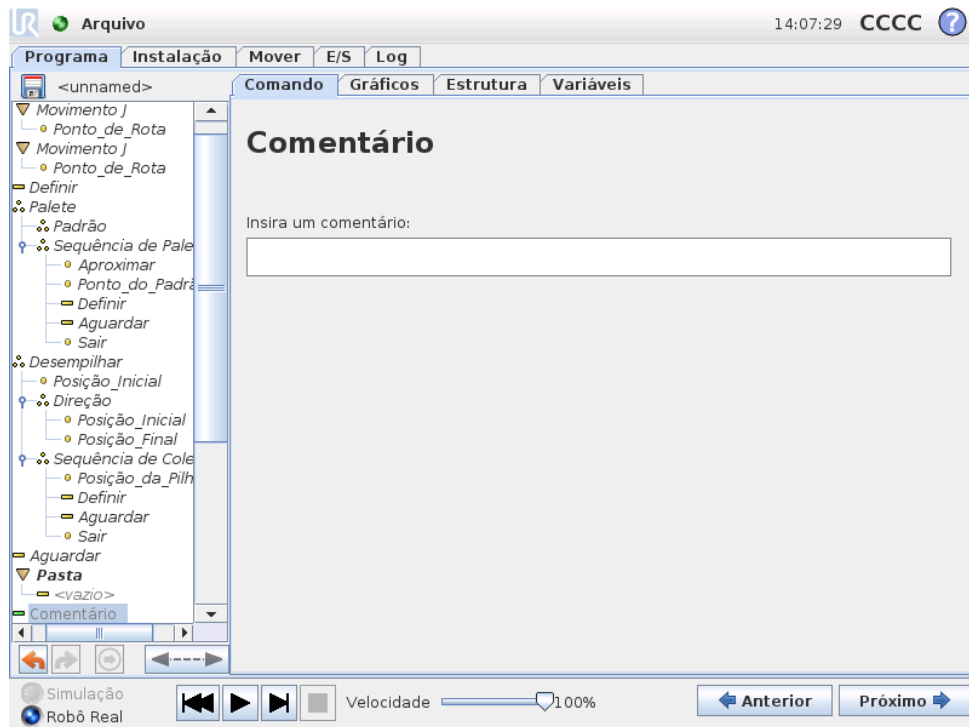 UR Arquivo 14:07:29 CCCC ?
Programa Instalação Mover E/S Log
<unnamed> Comando Gráficos Estrutura Variáveis
Movimento J
Ponto_de_Rota
Movimento J
Ponto_de_Rota
Definir
Palete
Padrão
Sequência de Pale
Aproximar
Ponto_do_Padrã
Definir
Aguardar
Sair
Desempilhar
Posição_Inicial
Direção
Posição_Inicial
Posição_Final
Sequência de Cole
Posição_da_Pilh
Definir
Aguardar
Sair
Aguardar
Pasta
<vazio>
Comentário
Comentário
Insira um comentário:
Simulação
Robô Real
Velocidade 100%
Anterior Próximo